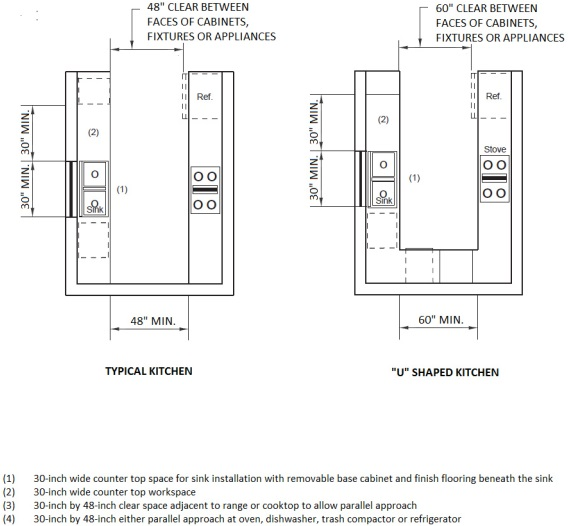 48" CLEAR BETWEEN
FACES OF CABINETS,
FIXTURES OR APPLIANCES
60" CLEAR BETWEEN
FACES OF CABINETS,
FIXTURES OR APPLIANCES
30" MIN.
30" MIN.
(2)
(1)
Sink
Ref.
48" MIN.
30" MIN.
30" MIN.
(2)
(1)
Sink
Ref.
Stove
60" MIN.
TYPICAL KITCHEN
"U" SHAPED KITCHEN
(1) 30-inch wide counter top space for sink installation with removable base cabinet and finish flooring beneath the sink
(2) 30-inch wide counter top workspace
(3) 30-inch by 48-inch clear space adjacent to range or cooktop to allow parallel approach
(4) 30-inch by 48-inch either parallel approach at oven, dishwasher, trash compactor or refrigerator